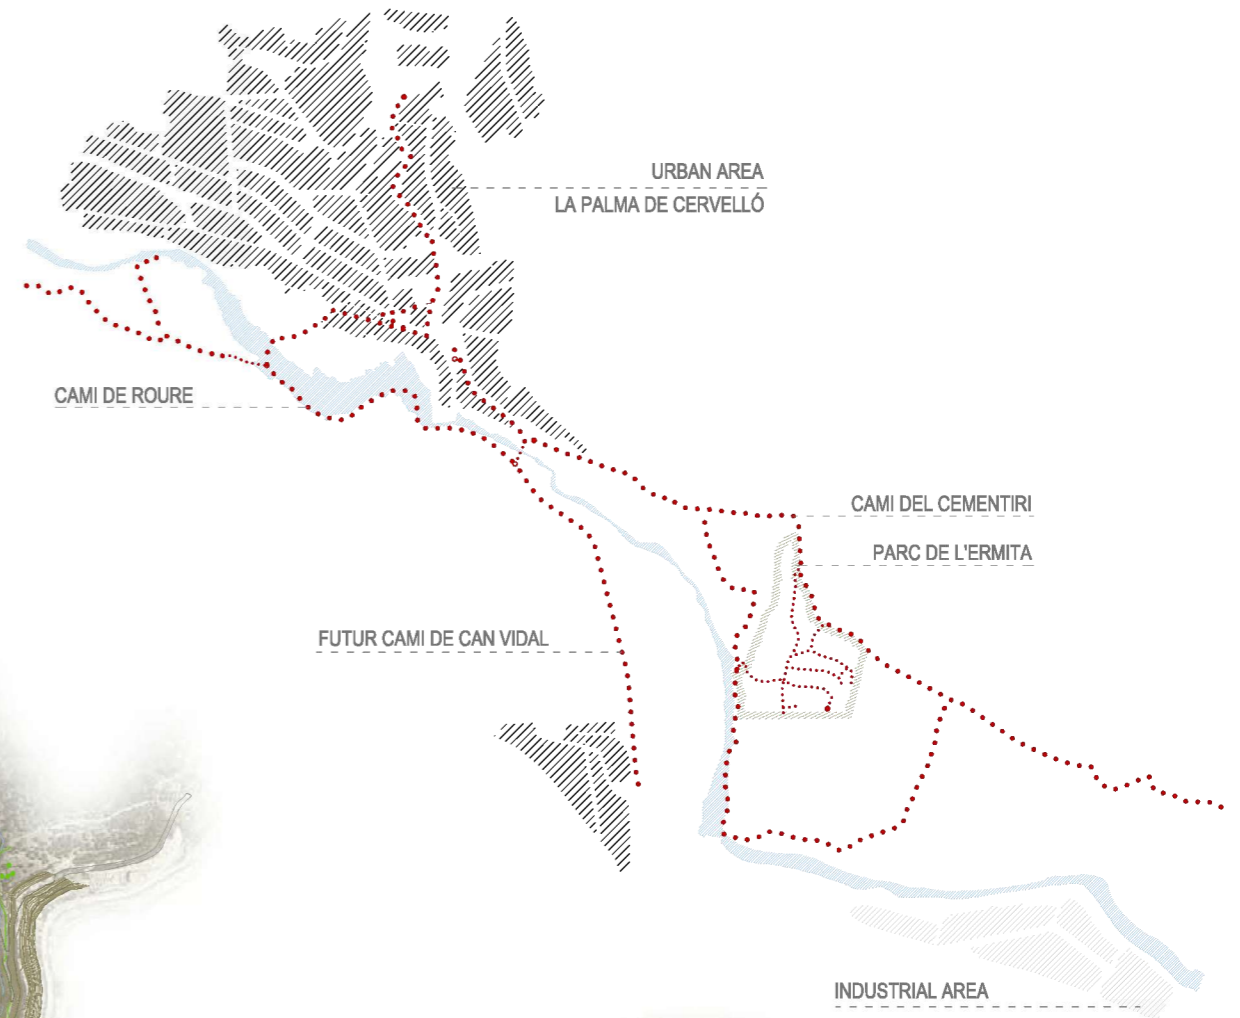 URBAN AREA
LA PALMA DE CERVELLÓ
CAMI DE ROURE
CAMI DEL CEMENTIRI
PARC DE L'ERMITA
FUTUR CAMI DE CAN VIDAL
INDUSTRIAL AREA